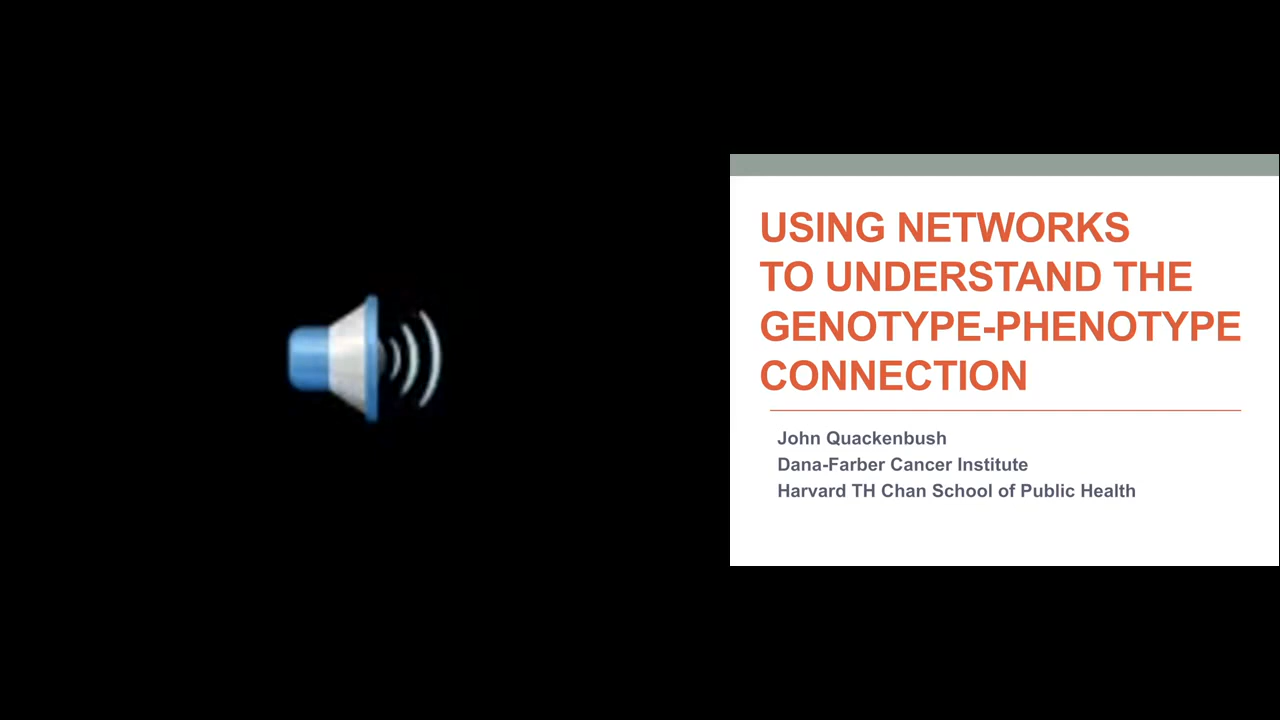 USING NETWORKS
TO UNDERSTAND THE
GENOTYPE-PHENOTYPE
CONNECTION
John Quackenbush
Dana-Farber Cancer Institute
Harvard TH Chan School of Public Health